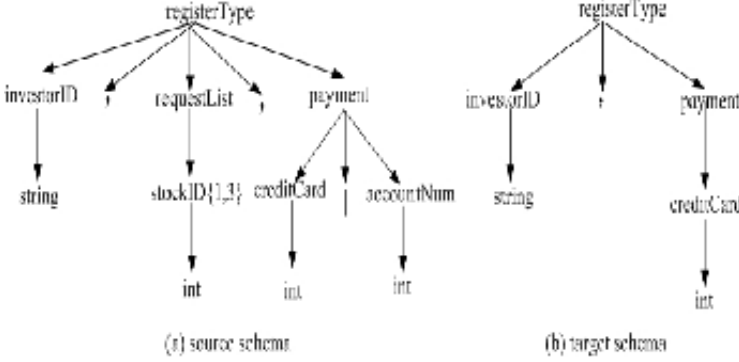 registerType
registerType
investorID , requestList , payment
investorID , payment
string stockID{1,3} creditCard | accountNum
string creditCard
int int int
int
(a) source schema
(b) target schema